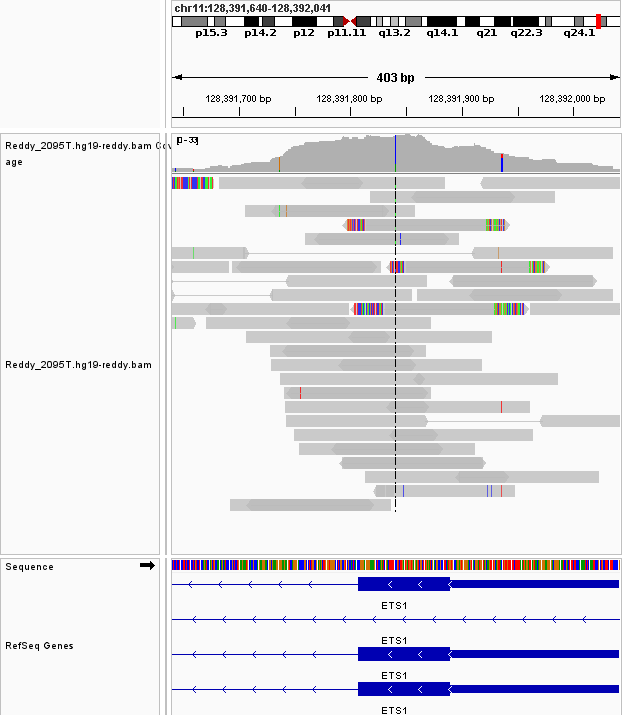 chr11:128,391,640-128,392,041
p15.3 p14.2 p12 p11.11 q13.2 q14.1 q21 q22.3 q24.1
403 bp
128,391,700 bp 128,391,800 bp 128,391,900 bp 128,392,000 bp
Reddy_2095T.hg19-reddy.bam Cov
age
[0-33]
Reddy_2095T.hg19-reddy.bam
Sequence
ETS1
ETS1
RefSeq Genes
ETS1
ETS1